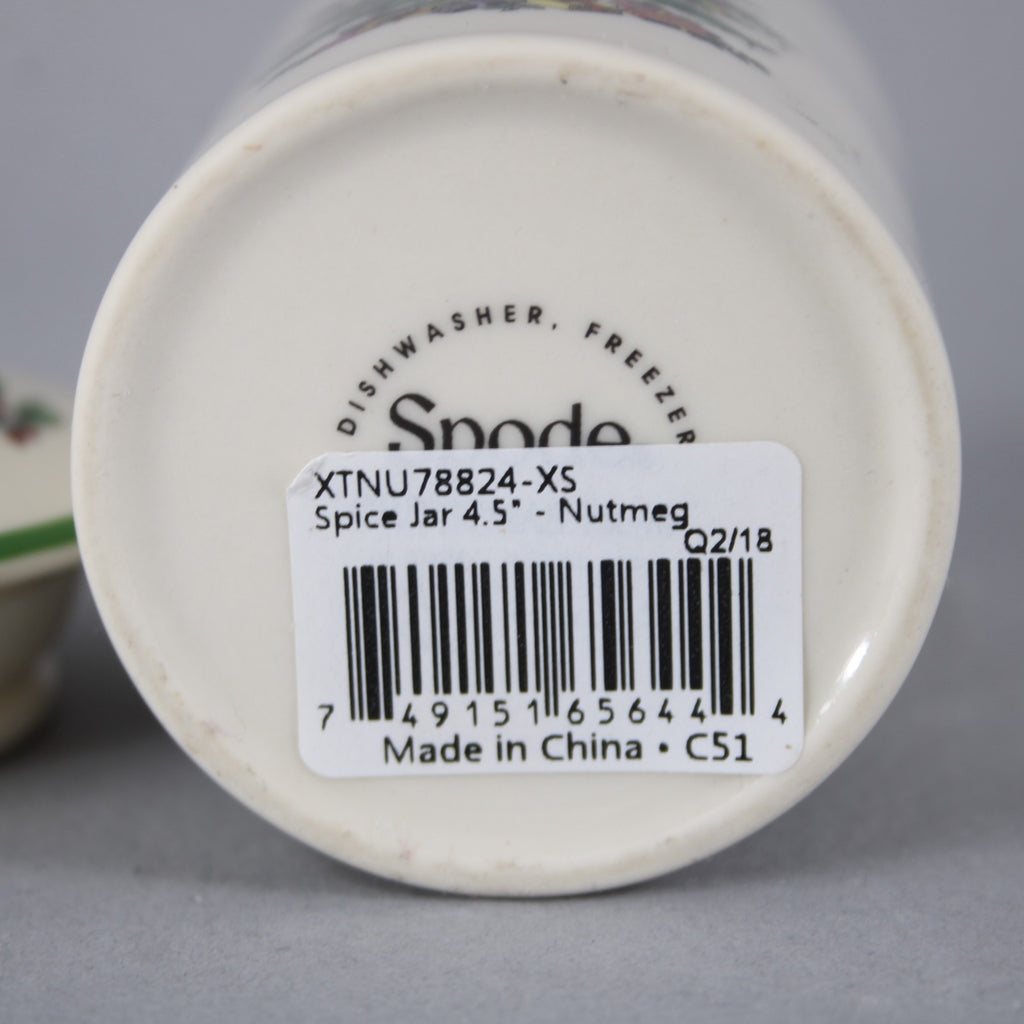 DISHWASHER, FREEZER
Spode
XTNU78824-XS
Spice Jar 4.5" - Nutmeg
Q2/18
7 49151 65644 4
Made in China • C51